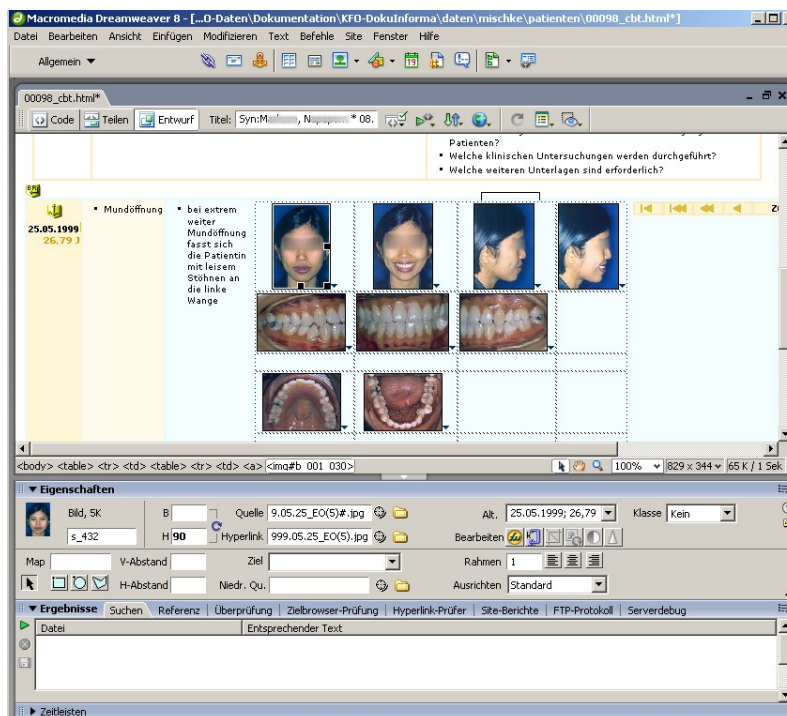 Macromedia Dreamweaver 8 - [...O-Daten\Dokumentation\KFO-DokuInforma\daten\mischke\patienten\00098_cbt.html*]
Datei Bearbeiten Ansicht Einfügen Modifizieren Text Befehle Site Fenster Hilfe
Allgemein
00098_cbt.html*
Code Teilen Entwurf Titel: * 08.
Patienten?
Welche klinischen Untersuchungen werden durchgeführt?
Welche weiteren Unterlagen sind erforderlich?
25.05.1999
26,79 J
Mundöffnung
bei extrem
weiter
Mundöffnung
fasst sich
die Patientin
mit leisem
Stöhnen an
die linke
Wange
<body> <table> <tr> <td> <table> <tr> <td> <a> <img#b_001_030> 100% 829 x 344 65 K / 1 Sek
Eigenschaften
Bild, 5K B Quelle 9.05.25_EO(5)#.jpg Alt. 25.05.1999; 26,79 Klasse Kein
s_432 H 90 Hyperlink 999.05.25_EO(5).jpg Bearbeiten
Map V-Abstand Ziel Rahmen 1
H-Abstand Niedr. Qu. Ausrichten Standard
Ergebnisse Suchen Referenz Überprüfung Zielbrowser-Prüfung Hyperlink-Prüfer Site-Berichte FTP-Protokoll Serverdebug
Datei Entsprechender Text
Zeitleisten